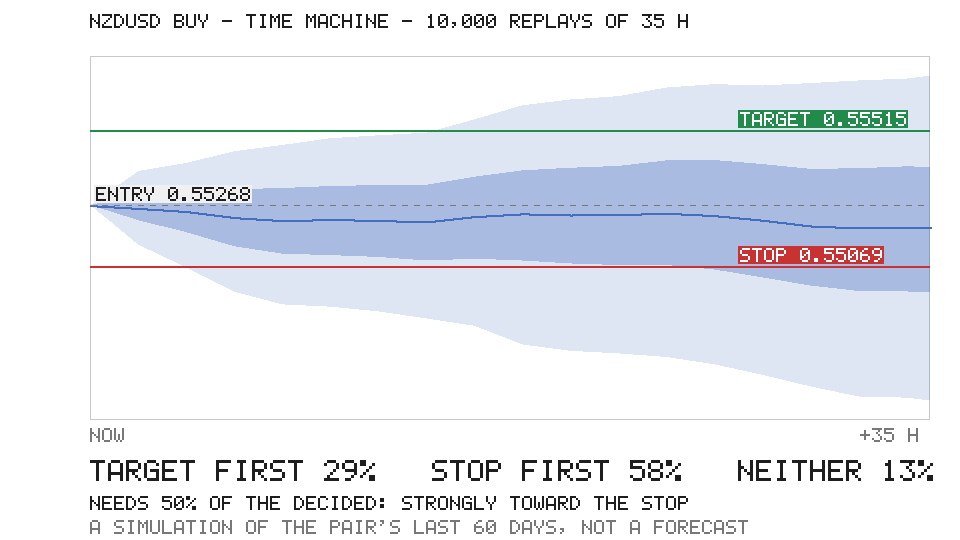 NZDUSD BUY - TIME MACHINE - 10,000 REPLAYS OF 35 H
TARGET 0.55515
ENTRY 0.55268
STOP 0.55069
NOW +35 H
TARGET FIRST 29% STOP FIRST 58% NEITHER 13%
NEEDS 50% OF THE DECIDED: STRONGLY TOWARD THE STOP
A SIMULATION OF THE PAIR'S LAST 60 DAYS, NOT A FORECAST